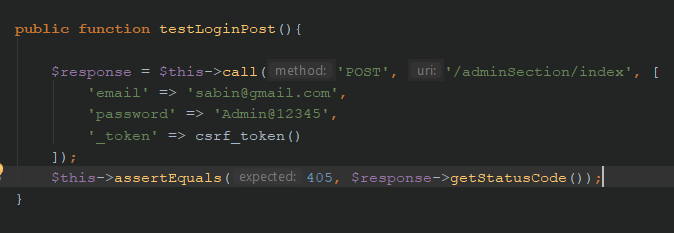 public function testLoginPost(){
$response = $this->call( method: 'POST', uri: '/adminSection/index', [
'email' => 'sabin@gmail.com',
'password' => 'Admin@12345',
'_token' => csrf_token()
]);
$this->assertEquals( expected: 405, $response->getStatusCode());
}